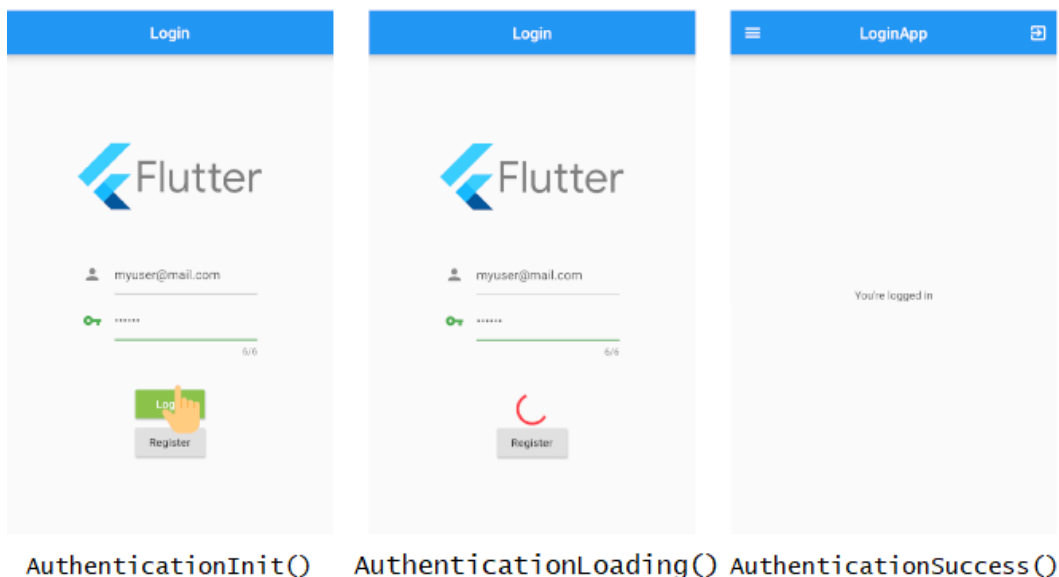 Login
Flutter
myuser@mail.com
······
6/6
Log
Register
AuthenticationInit()
Login
Flutter
myuser@mail.com
······
6/6
Register
AuthenticationLoading()
LoginApp
You're logged in
AuthenticationSuccess()